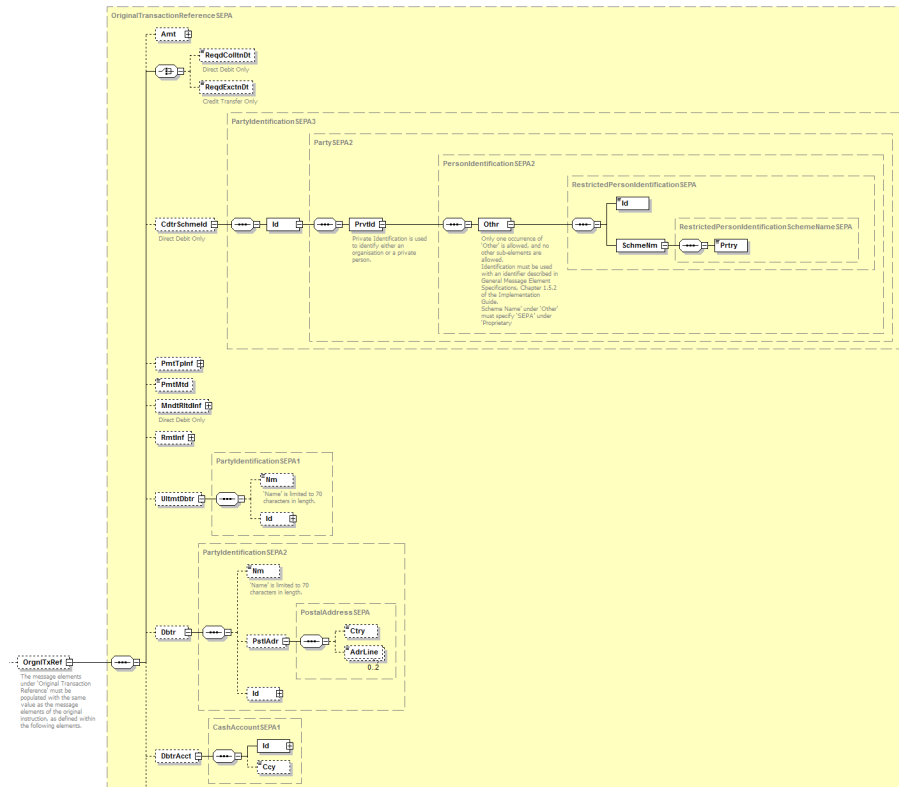 OriginalTransactionReferenceSEPA
Amt
ReqdColltnDt
Direct Debit Only
ReqdExctnDt
Credit Transfer Only
PartyIdentificationSEPA3
PartySEPA2
PersonIdentificationSEPA2
RestrictedPersonIdentificationSEPA
Id
RestrictedPersonIdentificationSchemeNameSEPA
CdtrSchmeId
Direct Debit Only
Id
PrvtId
Private Identification is used
to identify either an
organisation or a private
person.
Othr
Only one occurrence of
'Other' is allowed, and no
other sub-elements are
allowed.
Identification must be used
with an identifier described in
General Message Element
Specifications. Chapter 1.5.2
of the Implementation
Guide.
Scheme Name' under 'Other'
must specify 'SEPA' under
'Proprietary
SchmeNm
Prtry
PmtTpInf
PmtMtd
MndtRltdInf
Direct Debit Only
RmtInf
PartyIdentificationSEPA1
UltmtDbtr
Nm
'Name' is limited to 70
characters in length.
Id
PartyIdentificationSEPA2
Nm
'Name' is limited to 70
characters in length.
Dbtr
PostalAddressSEPA
PstlAdr
Ctry
AdrLine
0..2
Id
OrgnlTxRef
The message elements
under 'Original Transaction
Reference' must be
populated with the same
value as the message
elements of the original
instruction, as defined within
the following elements.
CashAccountSEPA1
DbtrAcct
Id
Ccy